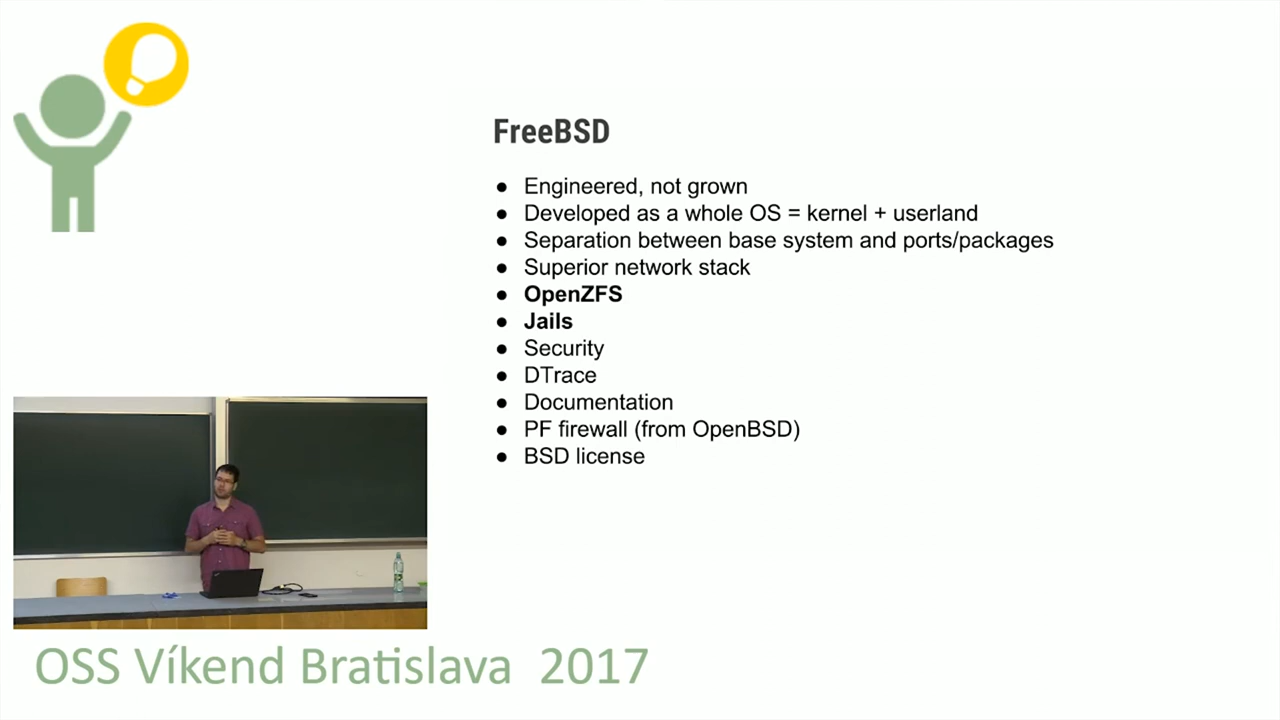 FreeBSD
● Engineered, not grown
● Developed as a whole OS = kernel + userland
● Separation between base system and ports/packages
● Superior network stack
● OpenZFS
● Jails
● Security
● DTrace
● Documentation
● PF firewall (from OpenBSD)
● BSD license
OSS Víkend Bratislava 2017